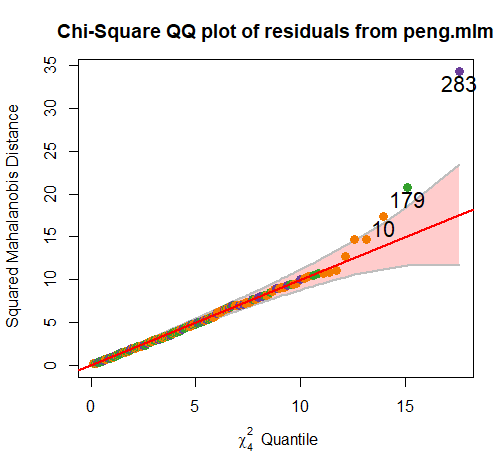 Chi-Square QQ plot of residuals from peng.mlm
Squared Mahalanobis Distance
35
30
25
20
15
10
5
0
283
179
10
0 5 10 15
χ²₄ Quantile